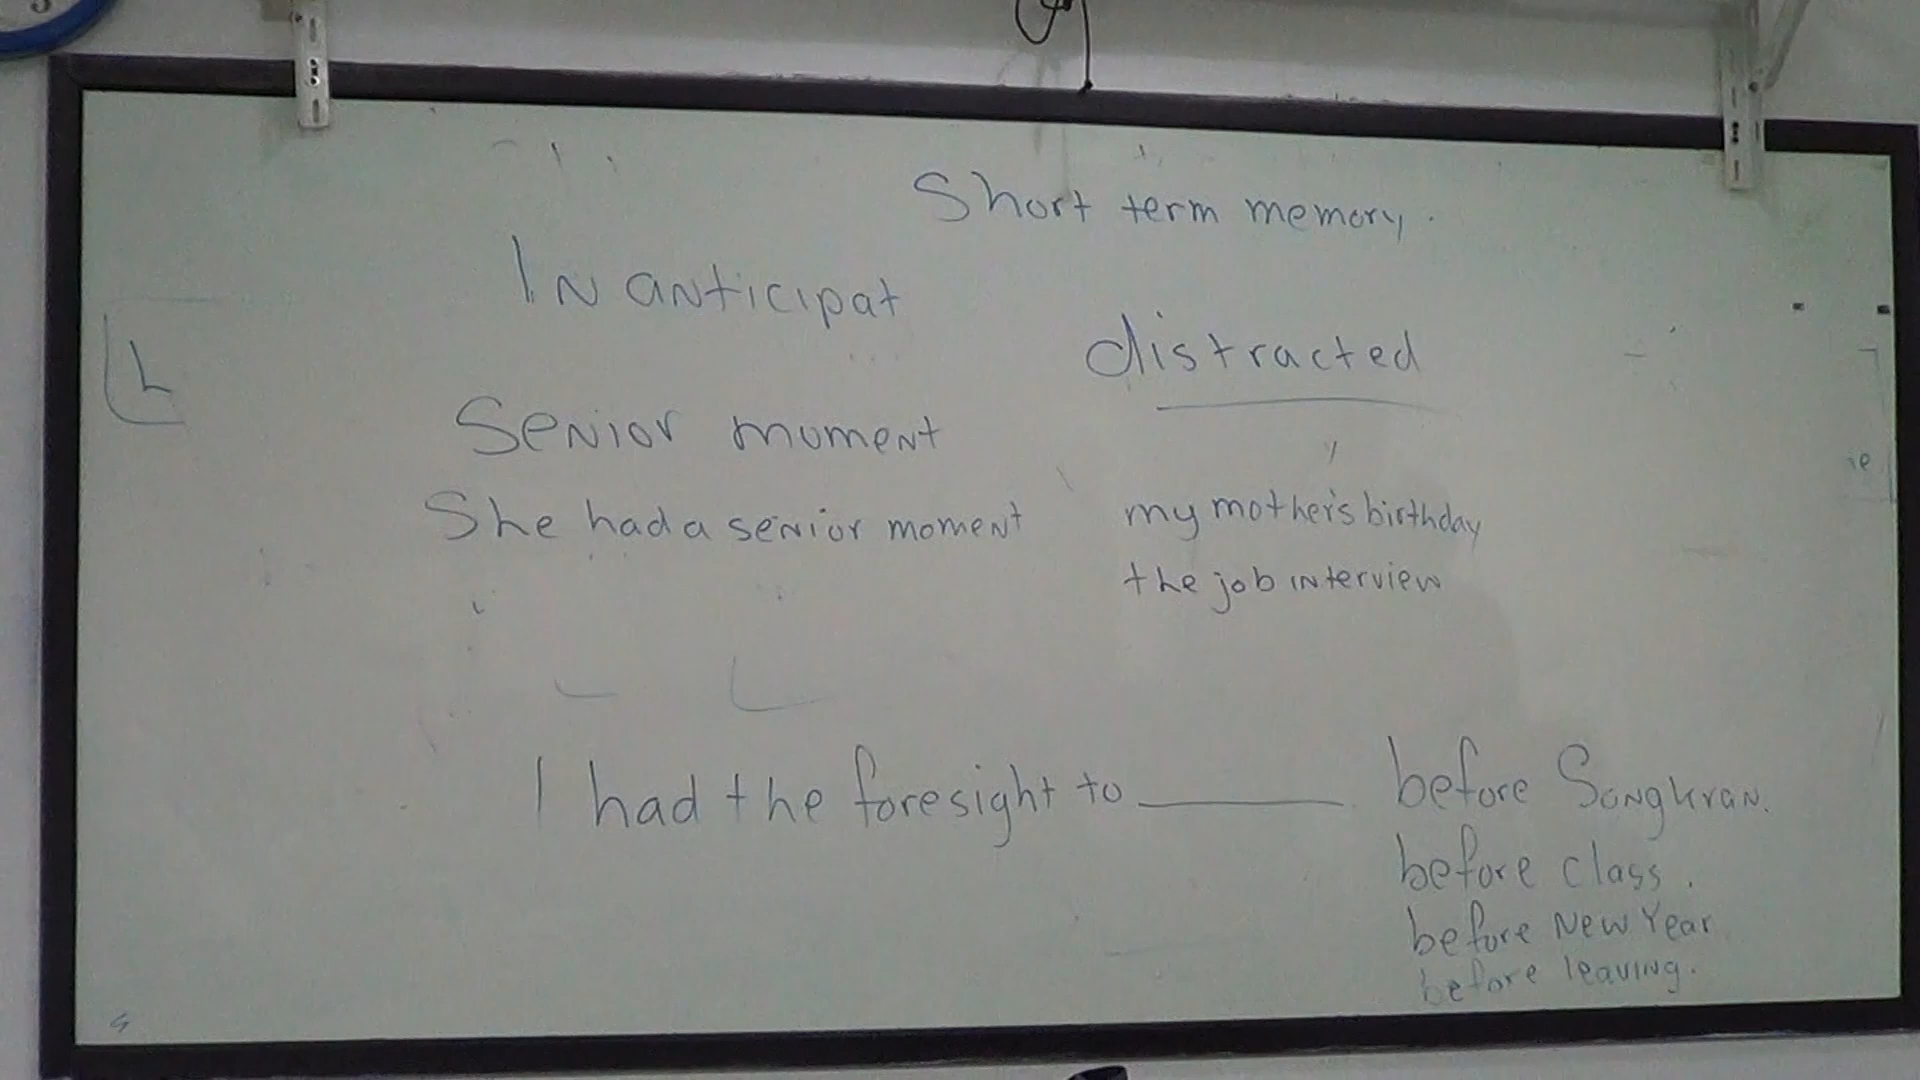 Short term memory.
In anticipat
distracted
Senior moment
She had a senior moment
my mother's birthday
the job interview
I had the foresight to ______ before Songkran.
before class.
before New Year
before leaving.